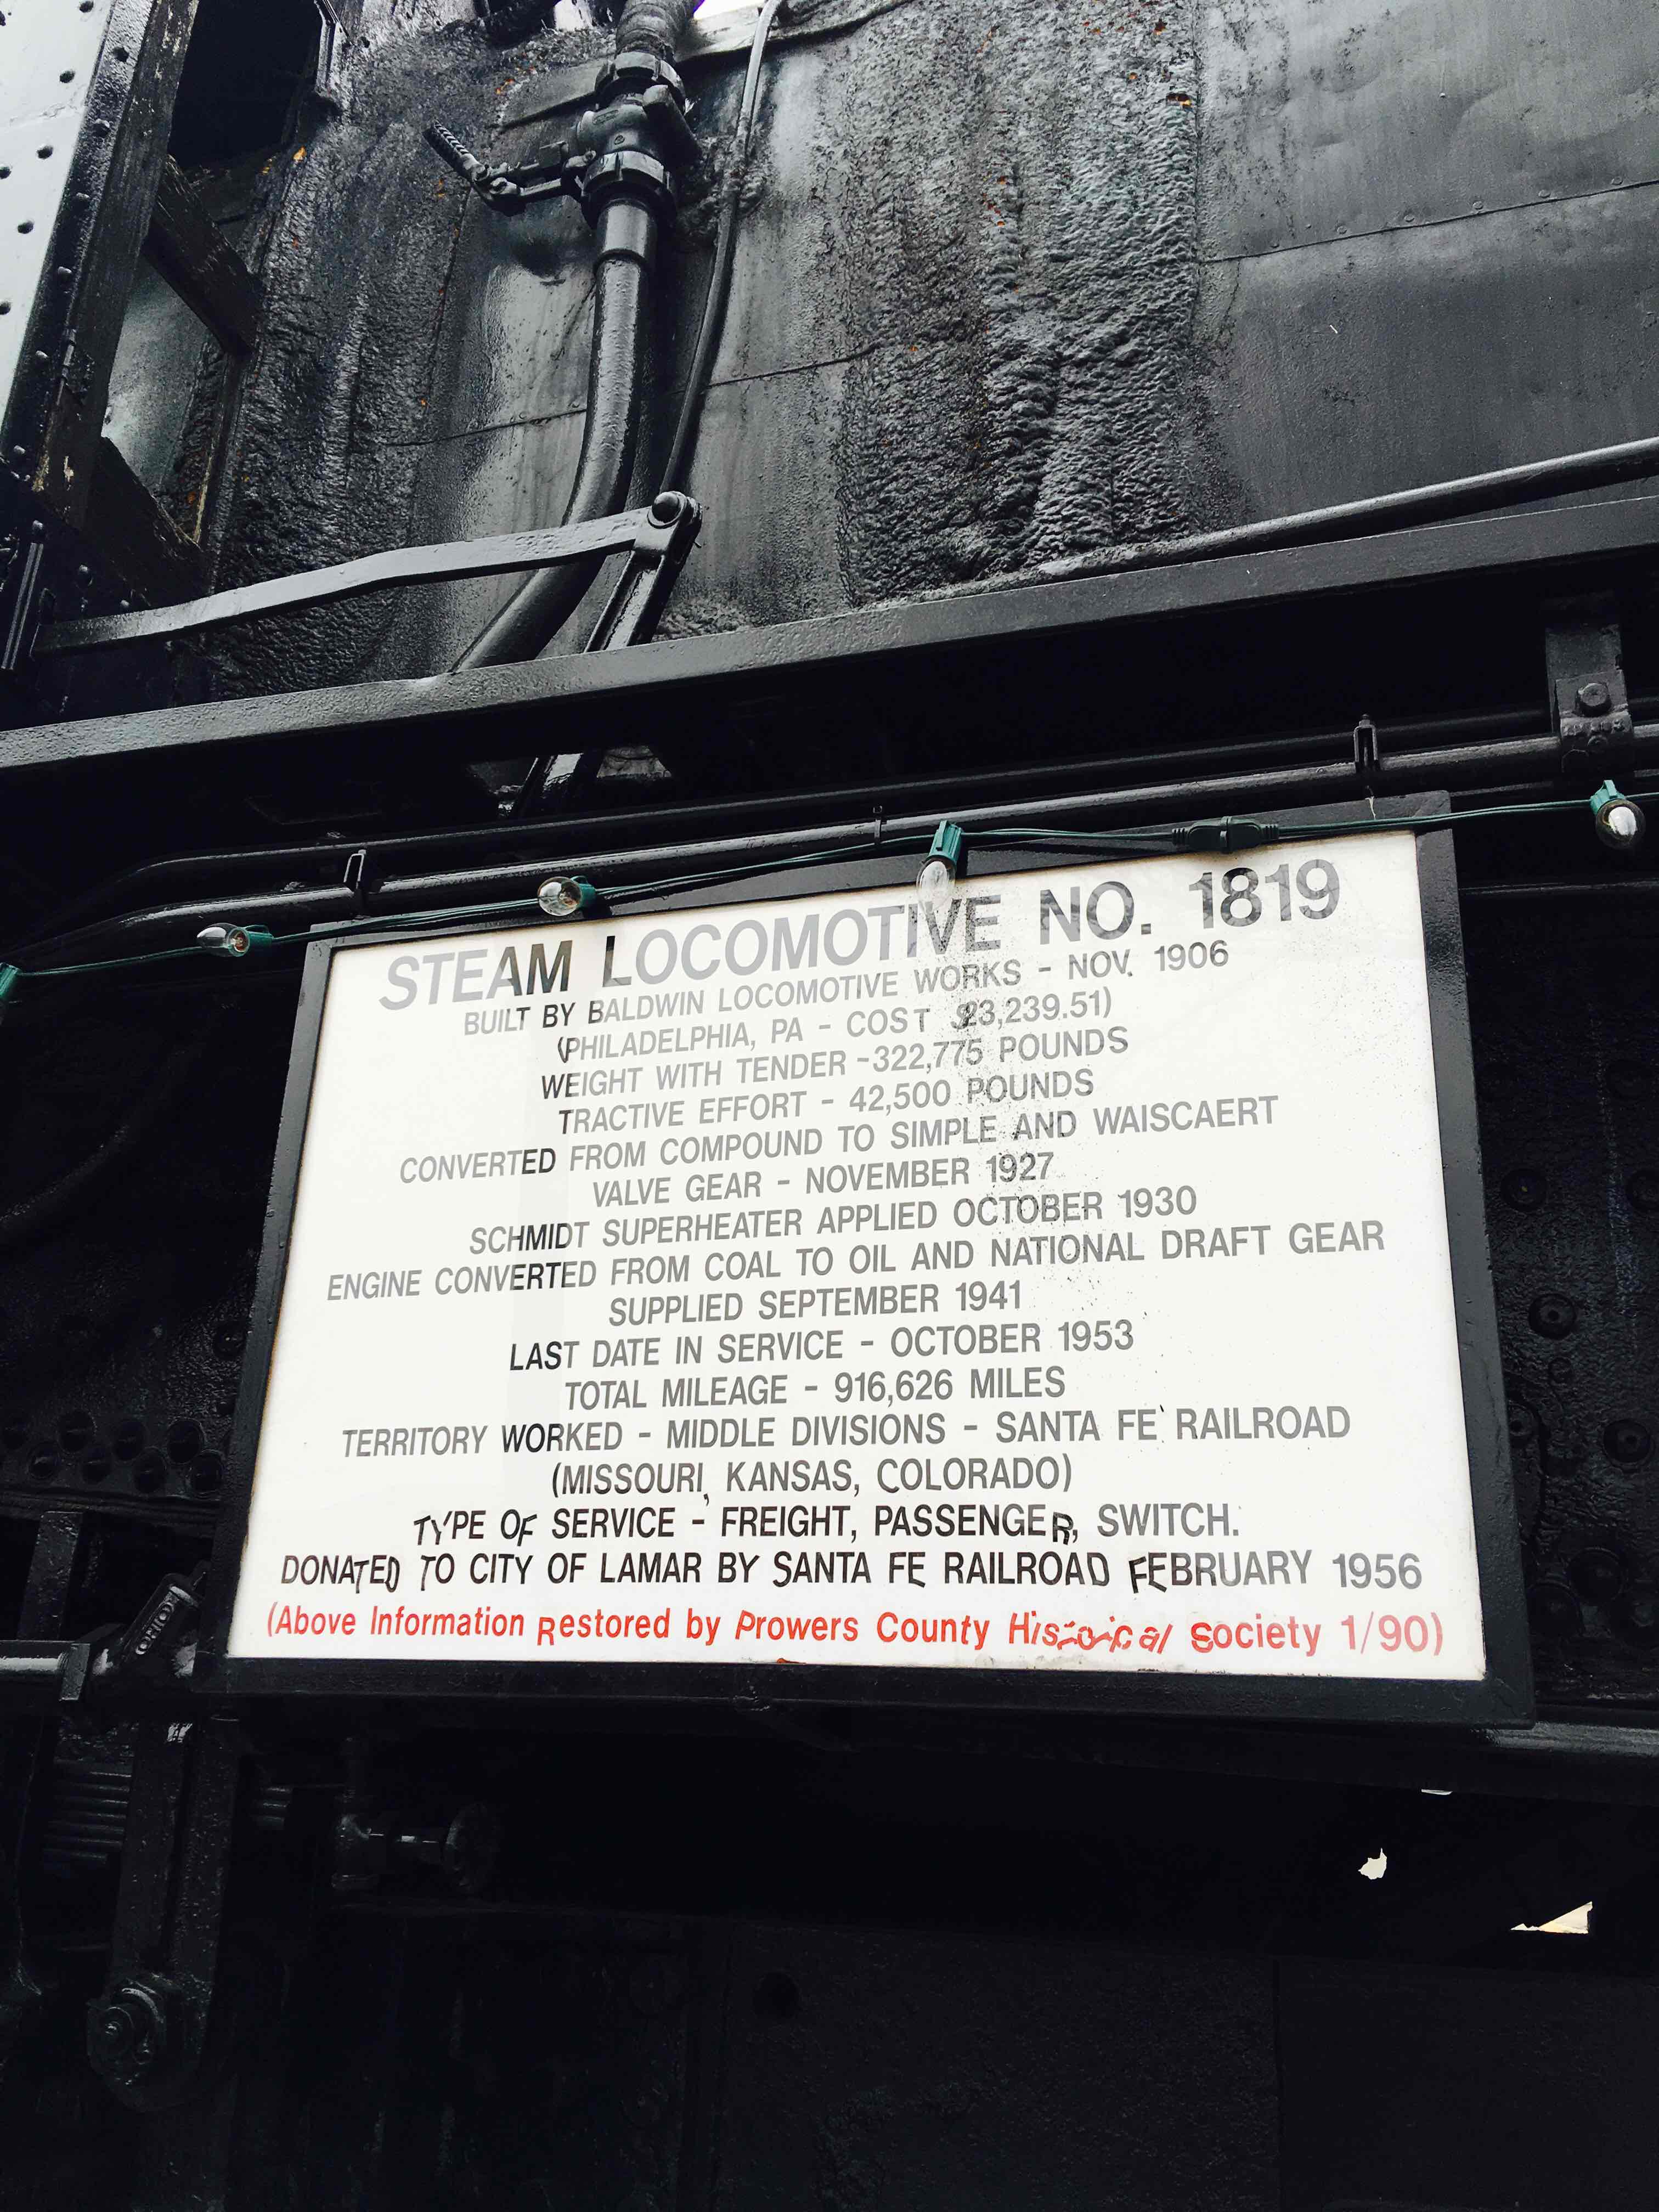 STEAM LOCOMOTIVE NO. 1819
BUILT BY BALDWIN LOCOMOTIVE WORKS - NOV. 1906
(PHILADELPHIA, PA - COST $23,239.51)
WEIGHT WITH TENDER -322,775 POUNDS
TRACTIVE EFFORT - 42,500 POUNDS
CONVERTED FROM COMPOUND TO SIMPLE AND WAISCAERT
VALVE GEAR - NOVEMBER 1927
SCHMIDT SUPERHEATER APPLIED OCTOBER 1930
ENGINE CONVERTED FROM COAL TO OIL AND NATIONAL DRAFT GEAR
SUPPLIED SEPTEMBER 1941
LAST DATE IN SERVICE - OCTOBER 1953
TOTAL MILEAGE - 916,626 MILES
TERRITORY WORKED - MIDDLE DIVISIONS - SANTA FE RAILROAD
(MISSOURI, KANSAS, COLORADO)
TYPE OF SERVICE - FREIGHT, PASSENGER, SWITCH.
DONATED TO CITY OF LAMAR BY SANTA FE RAILROAD FEBRUARY 1956
(Above Information Restored by Prowers County Historical Society 1/90)